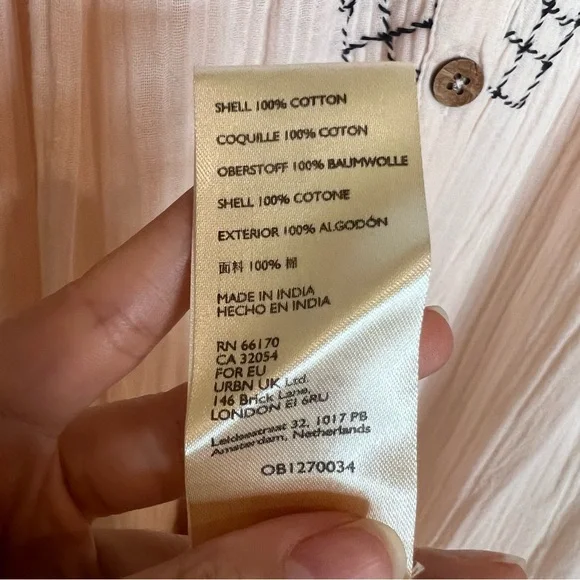 SHELL 100% COTTON
COQUILLE 100% COTON
OBERSTOFF 100% BAUMWOLLE
SHELL 100% COTONE
EXTERIOR 100% ALGODÓN
面料 100% 棉
MADE IN INDIA
HECHO EN INDIA
RN 66170
CA 32054
FOR EU
URBN UK Ltd.
146 Brick Lane,
LONDON E1 6RU
Leidsestraat 32, 1017 PB
Amsterdam, Netherlands
OB1270034